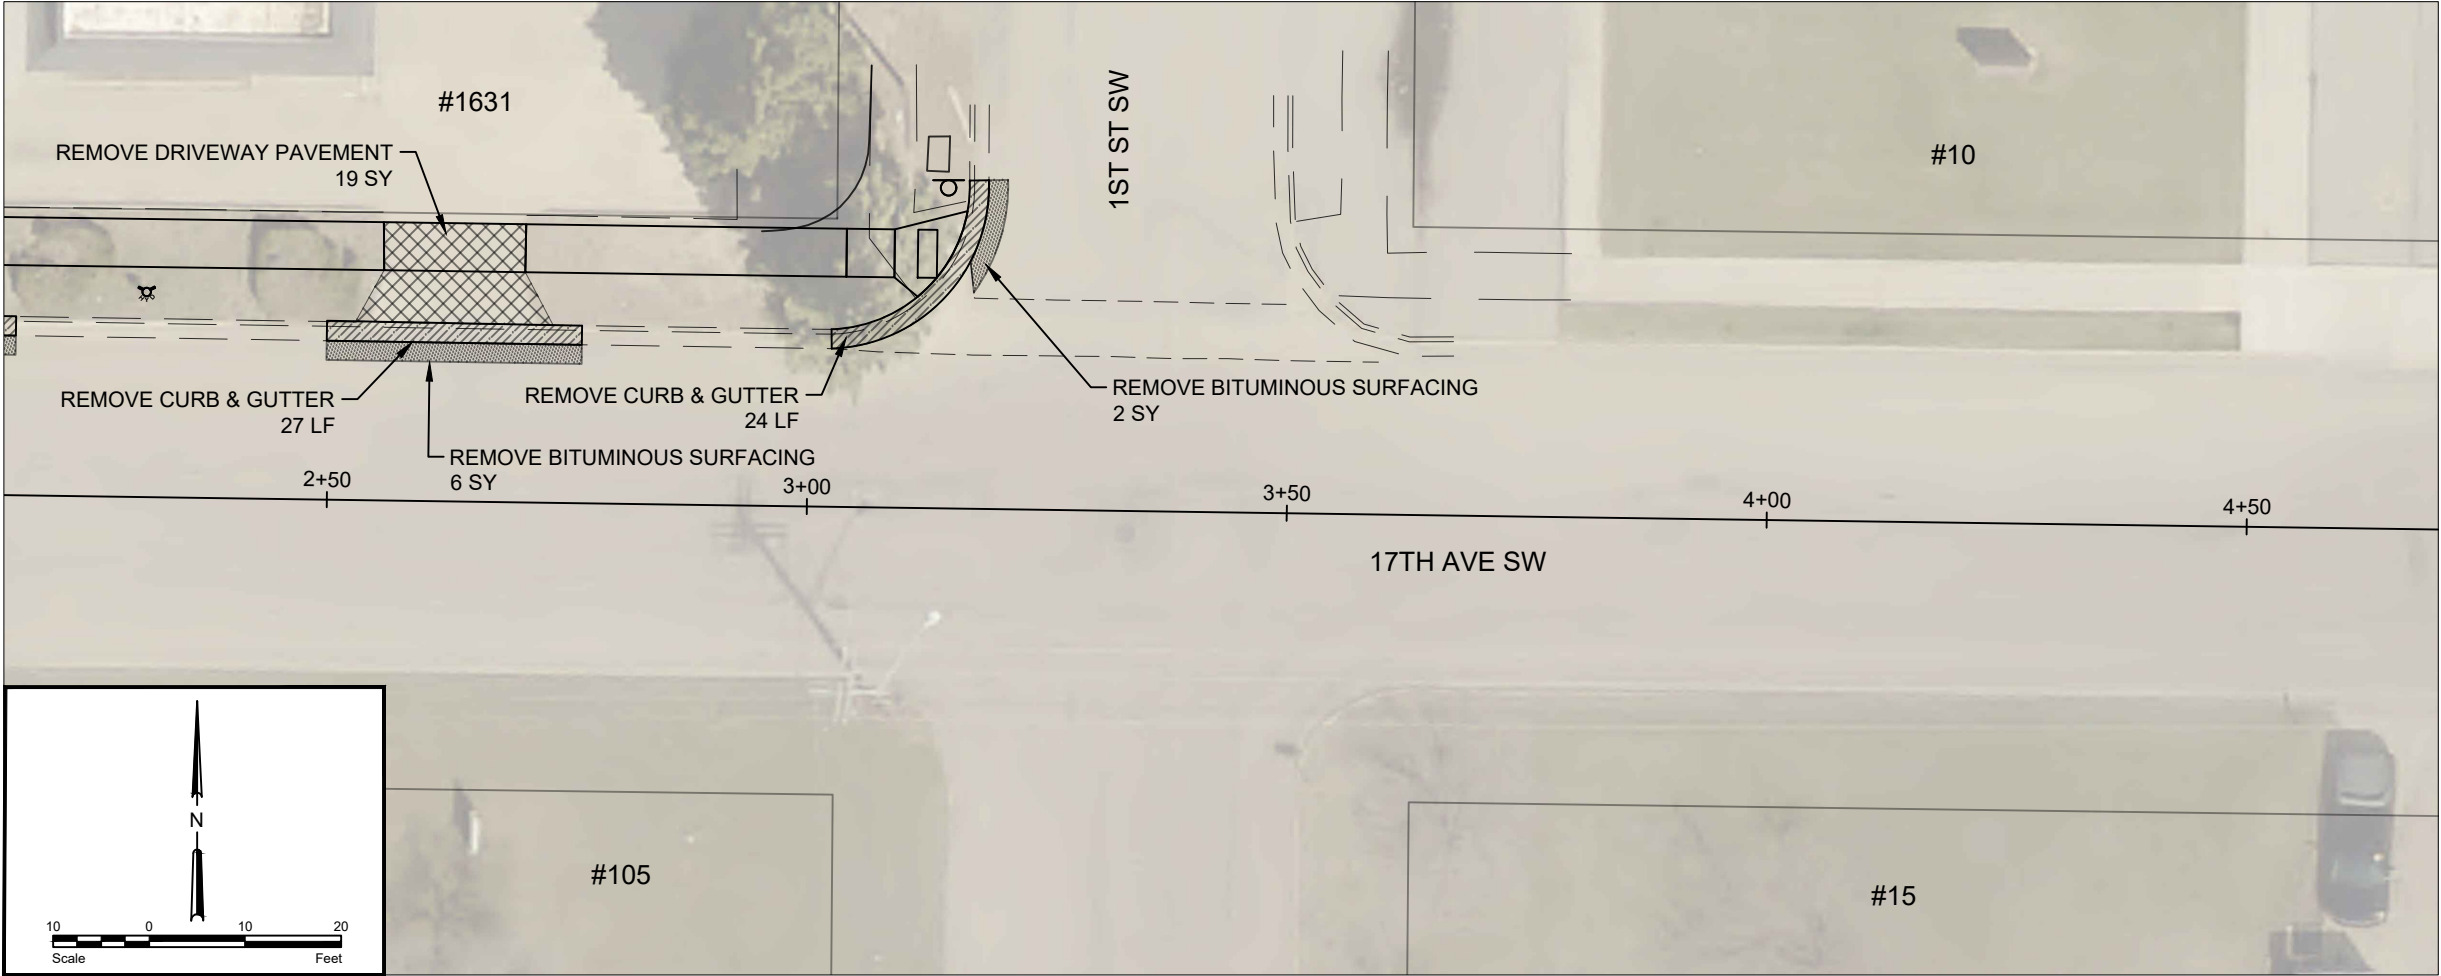 #1631
1ST ST SW
#10
REMOVE DRIVEWAY PAVEMENT
19 SY
REMOVE CURB & GUTTER
27 LF
REMOVE CURB & GUTTER
24 LF
REMOVE BITUMINOUS SURFACING
2 SY
REMOVE BITUMINOUS SURFACING
6 SY
2+50
3+00
3+50
4+00
4+50
17TH AVE SW
N
10 0 10 20
Scale Feet
#105
#15